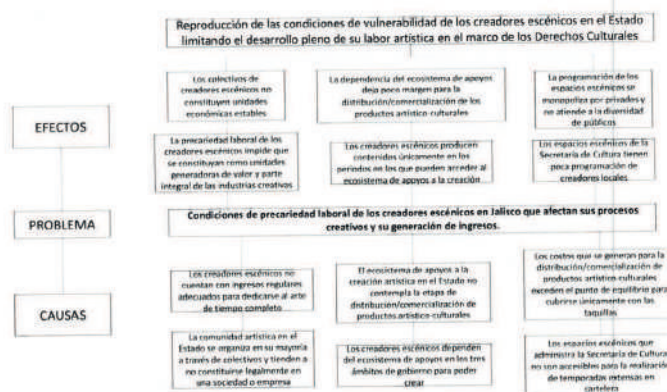 Reproducción de las condiciones de vulnerabilidad de los creadores escénicos en el Estado
limitando el desarrollo pleno de su labor artística en el marco de los Derechos Culturales
Los colectivos de
creadores escénicos no
constituyen unidades
económicas estables
La dependencia del ecosistema de apoyos
deja poco margen para la
distribución/comercialización de los
productos artístico-culturales
La programación de los
espacios escénicos se
monopoliza por privados y
no atiende a la diversidad
de públicos
EFECTOS
La precariedad laboral de los
creadores escénicos impide que
se constituyan como unidades
generadoras de valor y parte
integral de las industrias creativas
Los creadores escénicos producen
contenidos únicamente en los
periodos en los que pueden acceder al
ecosistema de apoyos a la creación
Los espacios escénicos de la
Secretaría de Cultura tienen
poca programación de
creadores locales
PROBLEMA
Condiciones de precariedad laboral de los creadores escénicos en Jalisco que afectan sus procesos
creativos y su generación de ingresos.
Los creadores escénicos no
cuentan con ingresos regulares
adecuados para dedicarse al arte
de tiempo completo
El ecosistema de apoyos a la
creación artística en el Estado no
contempla la etapa de
distribución/comercialización de
productos artístico-culturales
Los costos que se generan para la
distribución/comercialización de
productos artístico-culturales
exceden el punto de equilibrio para
cubrirse únicamente con las
taquillas
CAUSAS
La comunidad artística en el
Estado se organiza en su mayoría
a través de colectivos y tienden a
no constituirse legalmente en
una sociedad o empresa
Los creadores escénicos dependen
del ecosistema de apoyos en los tres
ámbitos de gobierno para poder
crear
Los espacios escénicos que
administra la Secretaría de Cultura
no son accesibles para la realización
de temporadas intensas en
cartelera